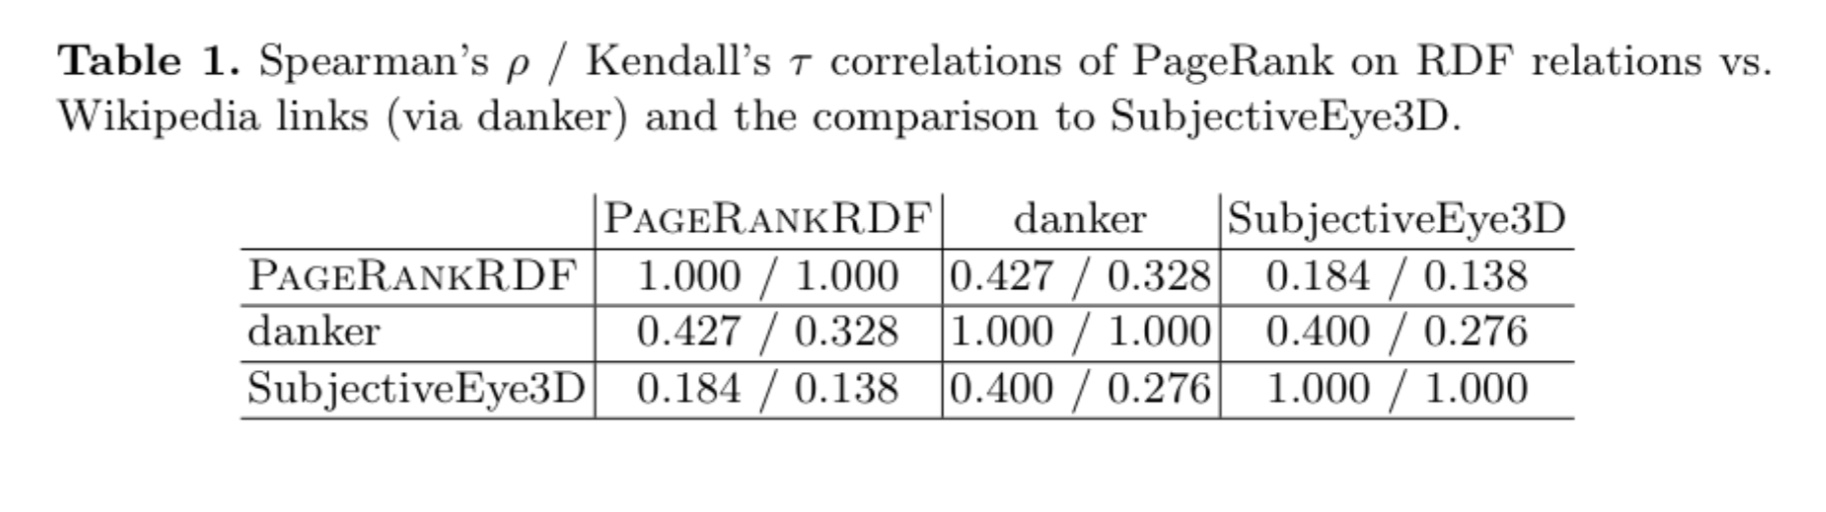 Table 1. Spearman's ρ / Kendall's τ correlations of PageRank on RDF relations vs.
Wikipedia links (via danker) and the comparison to SubjectiveEye3D.
PAGERANKRDF danker SubjectiveEye3D
PAGERANKRDF 1.000 / 1.000 0.427 / 0.328 0.184 / 0.138
danker 0.427 / 0.328 1.000 / 1.000 0.400 / 0.276
SubjectiveEye3D 0.184 / 0.138 0.400 / 0.276 1.000 / 1.000